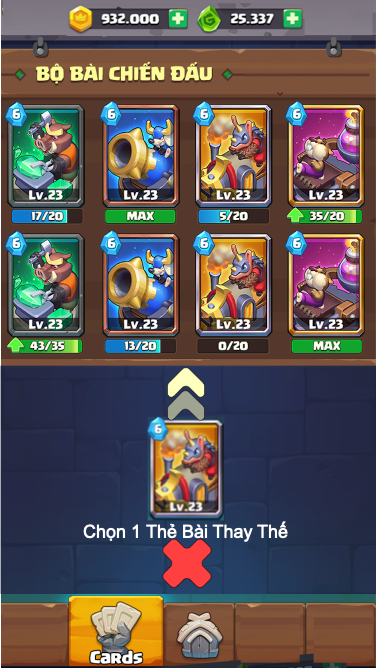 932.000 25.337
BỘ BÀI CHIẾN ĐẤU
6 6 6 6
Lv.23 Lv.23 Lv.23 Lv.23
17/20 MAX 5/20 35/20
6 6 6 6
Lv.23 Lv.23 Lv.23 Lv.23
43/35 13/20 0/20 MAX
6
Lv.23
Chọn 1 Thẻ Bài Thay Thế
Cards